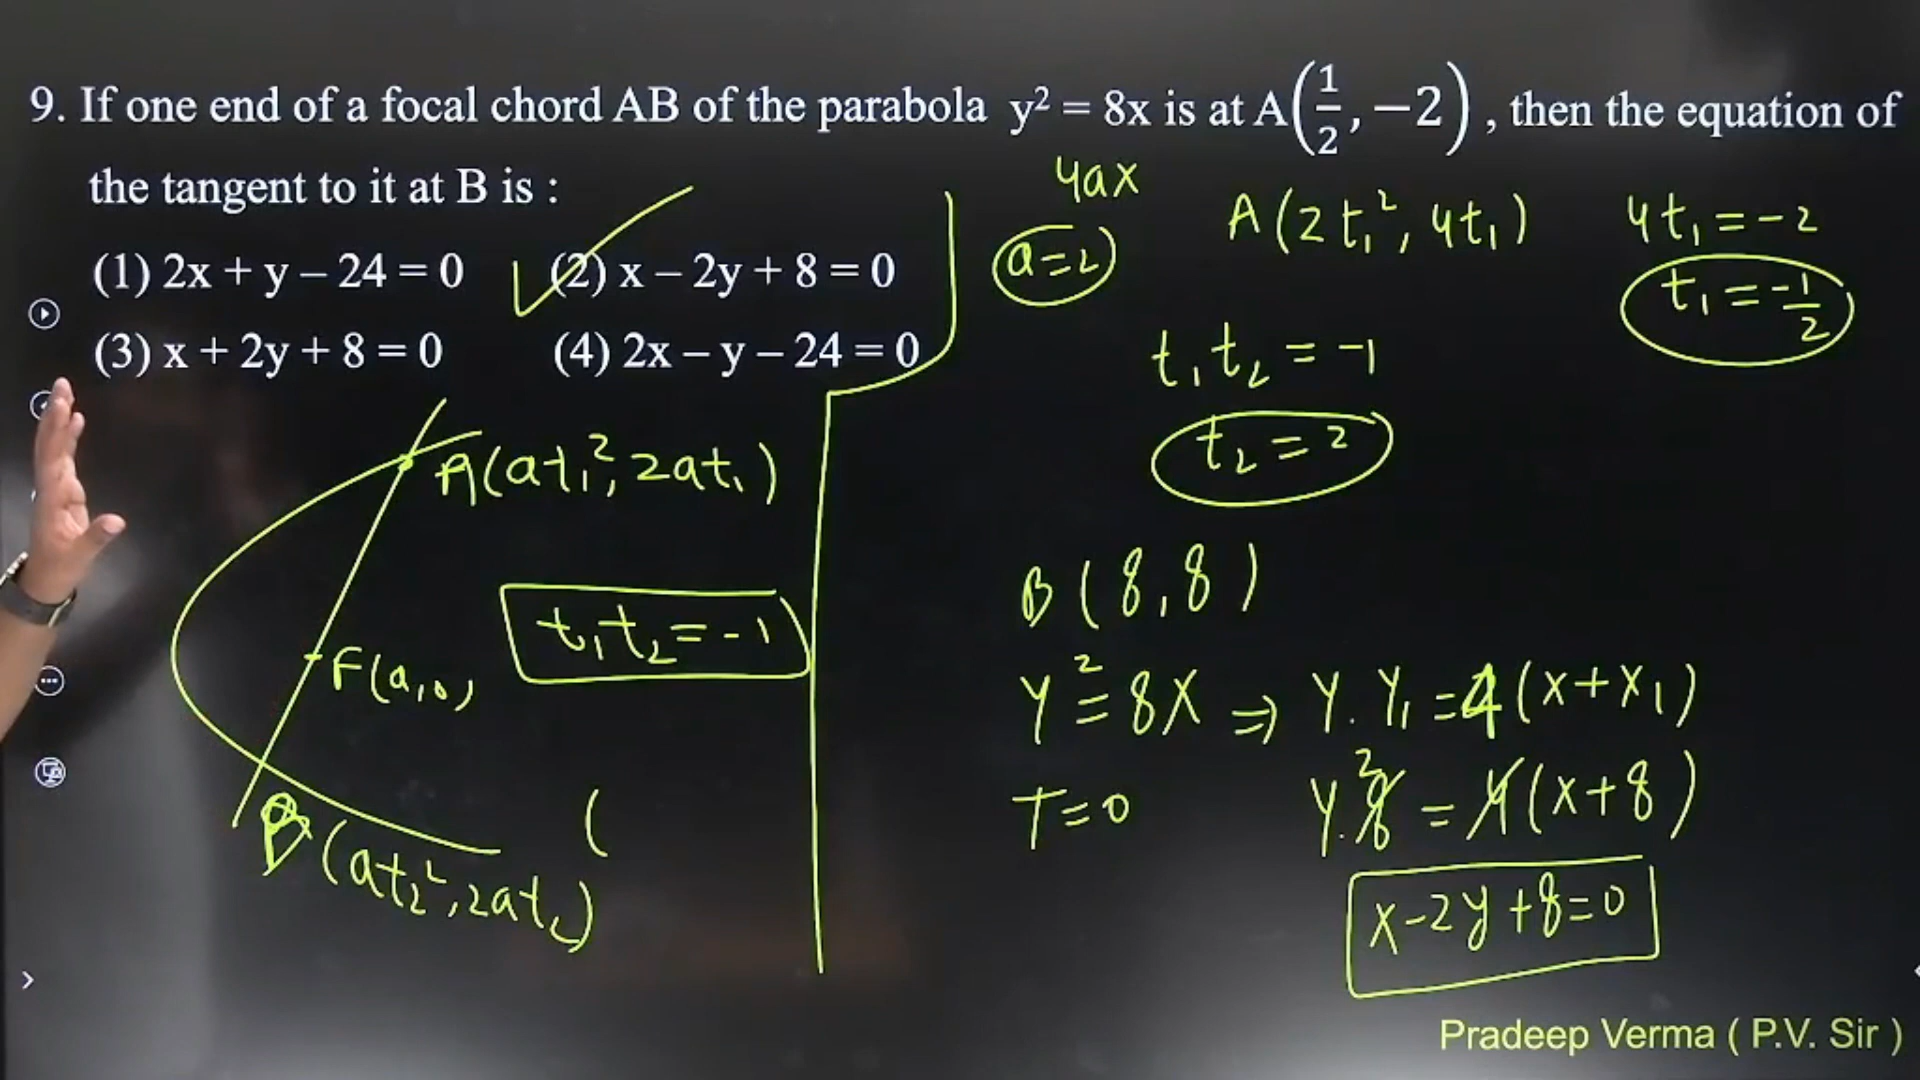 9. If one end of a focal chord AB of the parabola y² = 8x is at A(1/2, −2), then the equation of
the tangent to it at B is :
(1) 2x + y – 24 = 0 (2) x – 2y + 8 = 0
(3) x + 2y + 8 = 0 (4) 2x – y – 24 = 0
4ax
a=2
A(2t₁², 4t₁)
4t₁ = -2
t₁ = -1/2
t₁t₂ = -1
t₂ = 2
A(at₁², 2at₁)
t₁t₂ = -1
F(a,0)
B(at₂², 2at₂)
(
B(8,8)
y² = 8x ⇒ y.y₁ = 4(x+x₁)
T=0
y.8 2 = 4(x+8)
x-2y+8=0
Pradeep Verma ( P.V. Sir )